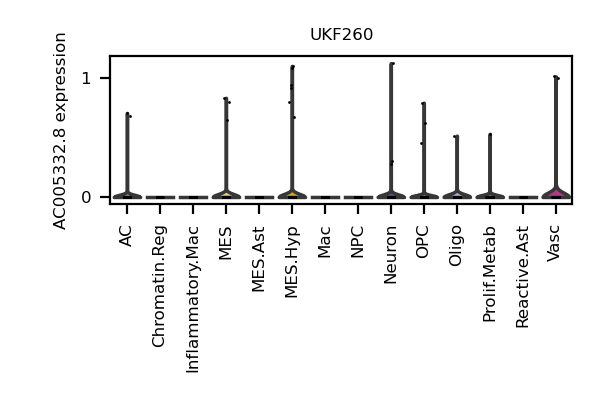 UKF260
AC005332.8 expression
1
0
AC
Chromatin.Reg
Inflammatory.Mac
MES
MES.Ast
MES.Hyp
Mac
NPC
Neuron
OPC
Oligo
Prolif.Metab
Reactive.Ast
Vasc